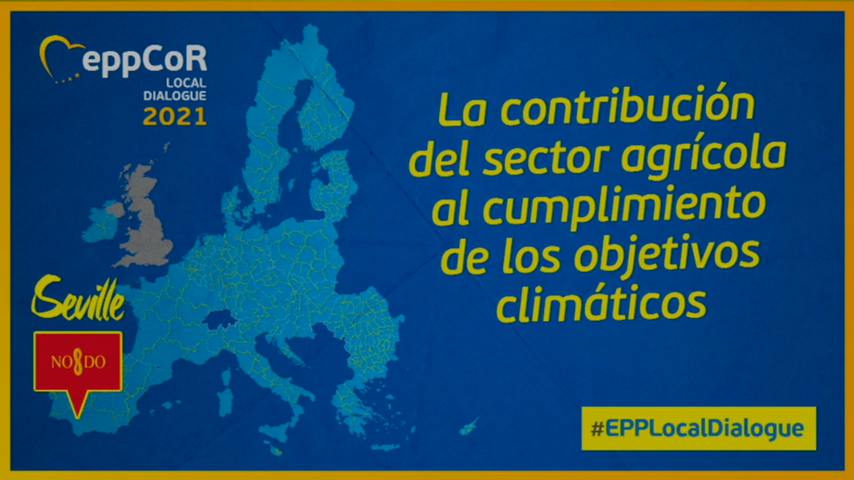 eppCoR
LOCAL
DIALOGUE
2021
La contribución
del sector agrícola
al cumplimiento
de los objetivos
climáticos
Seville
NO8DO
#EPPLocalDialogue